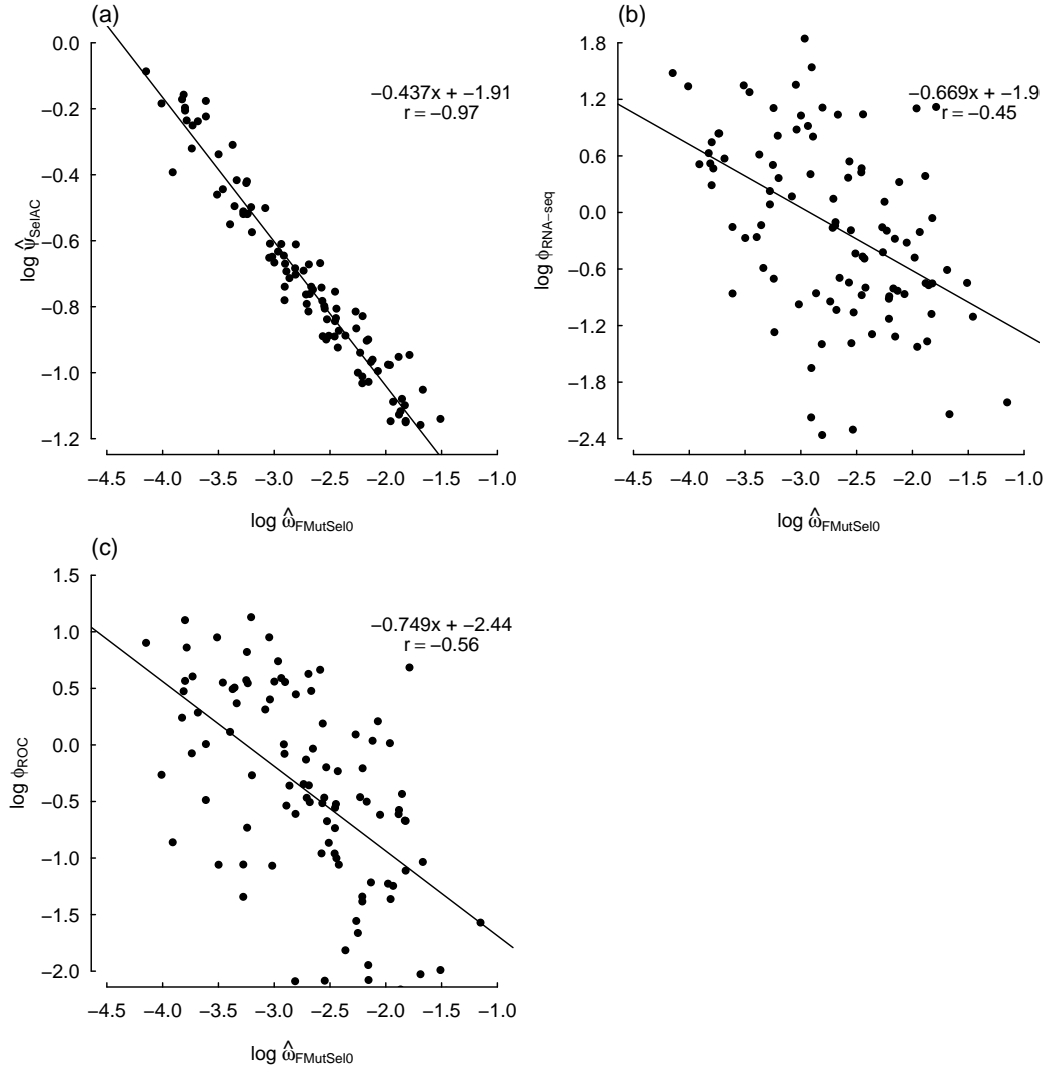 (a)
−0.437x + −1.91
r = −0.97
0.0
−0.2
−0.4
−0.6
−0.8
−1.0
−1.2
log ψ̂SelAC
−4.5 −4.0 −3.5 −3.0 −2.5 −2.0 −1.5 −1.0
log ω̂FMutSel0
(b)
−0.669x + −1.9
r = −0.45
1.8
1.2
0.6
0.0
−0.6
−1.2
−1.8
−2.4
log ϕRNA−seq
−4.5 −4.0 −3.5 −3.0 −2.5 −2.0 −1.5 −1.0
log ω̂FMutSel0
(c)
−0.749x + −2.44
r = −0.56
1.5
1.0
0.5
0.0
−0.5
−1.0
−1.5
−2.0
log ϕROC
−4.5 −4.0 −3.5 −3.0 −2.5 −2.0 −1.5 −1.0
log ω̂FMutSel0